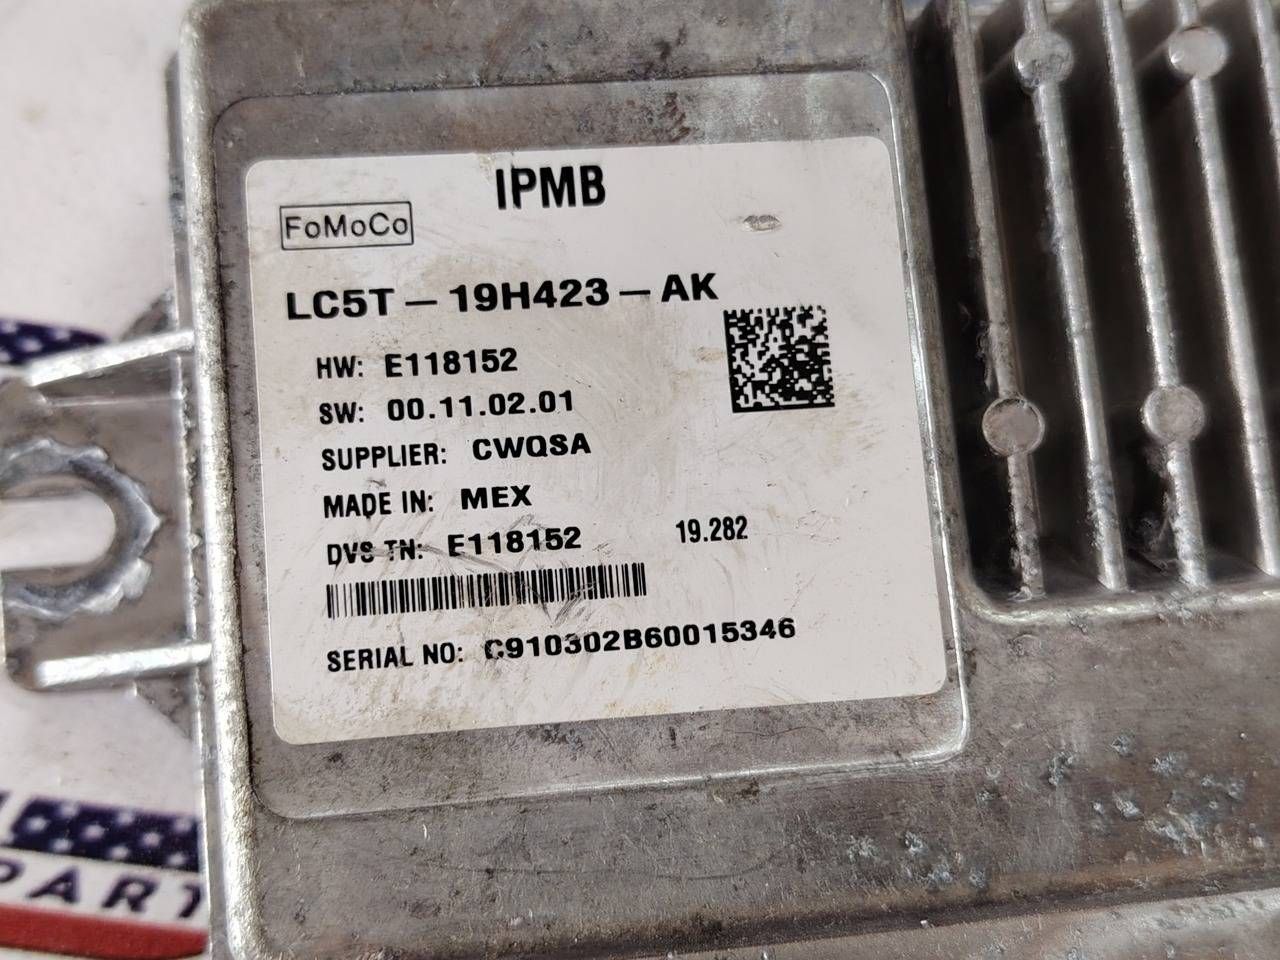 IPMB
FoMoCo
LC5T - 19H423 - AK
HW: E118152
SW: 00.11.02.01
SUPPLIER: CWQSA
MADE IN: MEX
DVS TN: E118152 19.282
SERIAL NO: C910302B60015346
PART